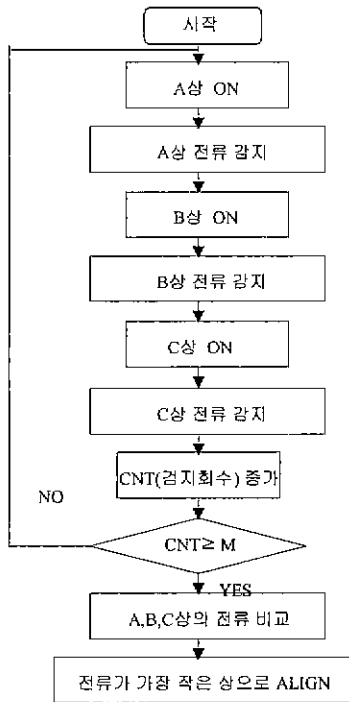 시작
A상 ON
A상 전류 감지
B상 ON
B상 전류 감지
C상 ON
C상 전류 감지
CNT(검지회수) 증가
NO
CNT≥ M
YES
A,B,C상의 전류 비교
전류가 가장 작은 상으로 ALIGN